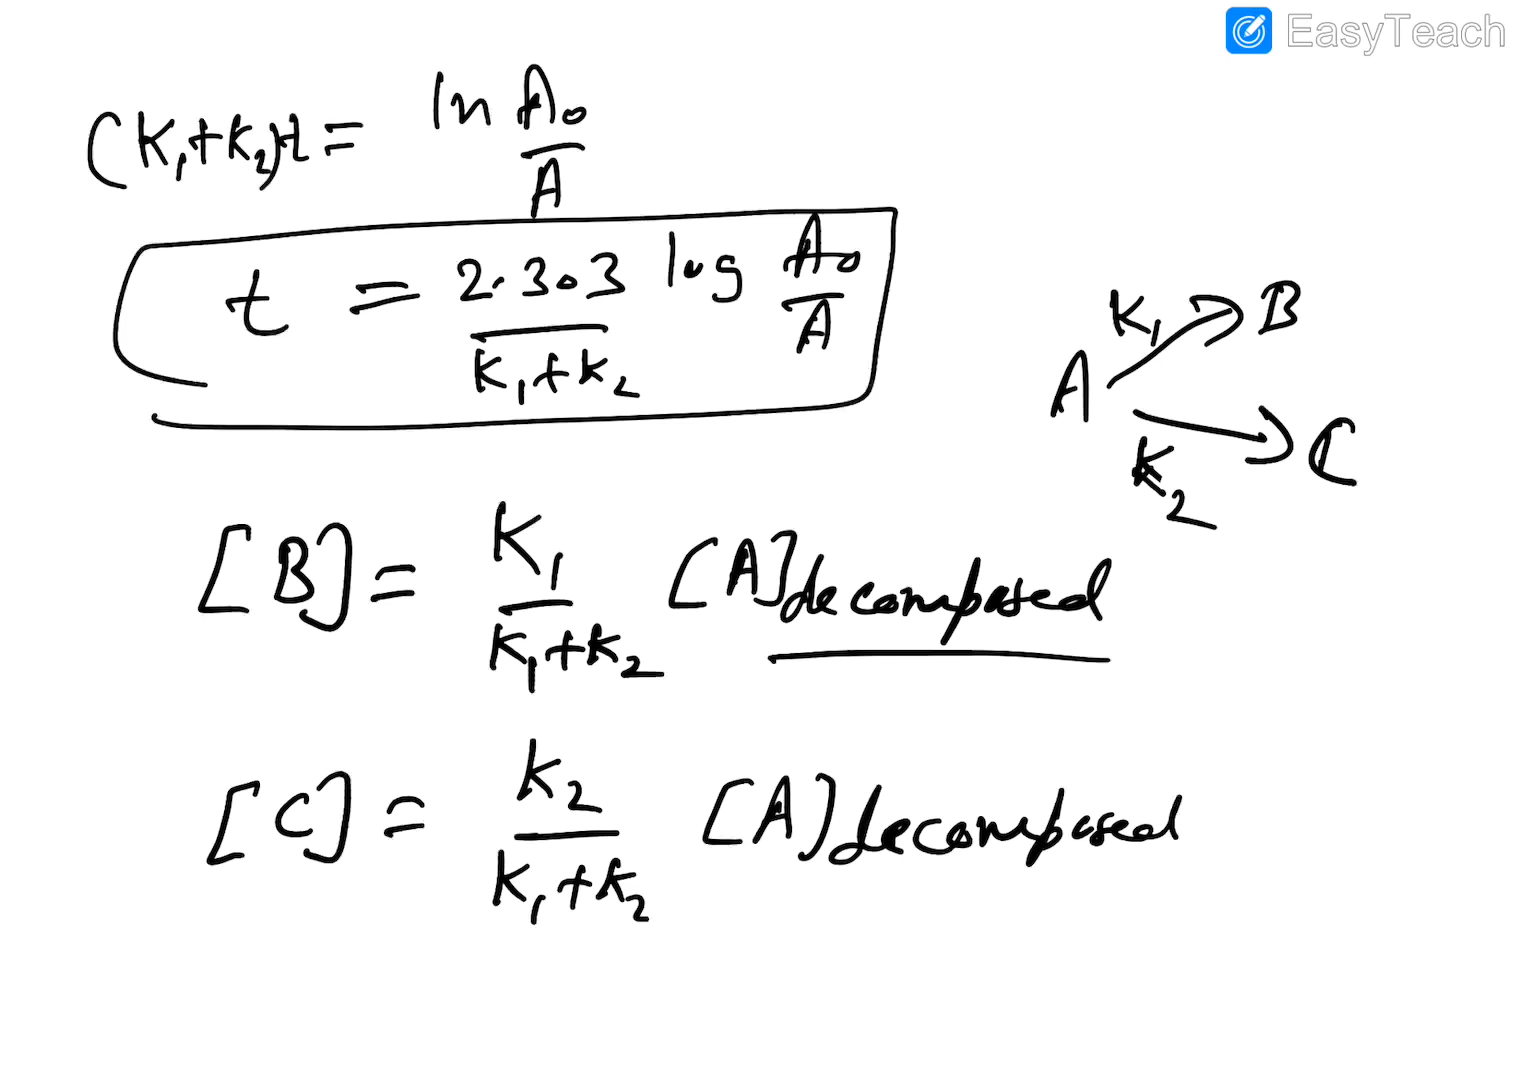 EasyTeach
(K₁+K₂)t = ln A₀/A
t = 2.303/K₁+K₂ log A₀/A
A K₁ → B
K₂ → C
[B] = K₁/K₁+K₂ [A]decomposed
[C] = K₂/K₁+K₂ [A]decomposed